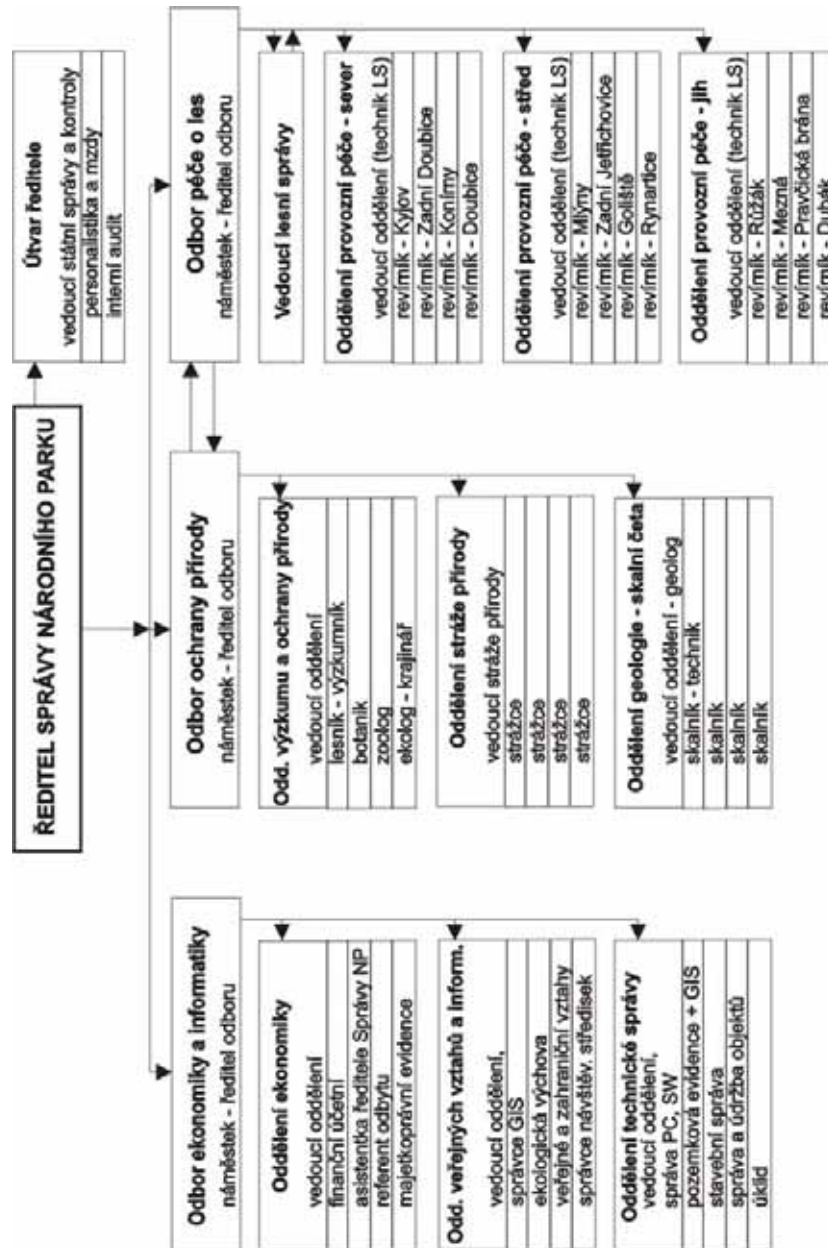 ŘEDITEL SPRÁVY NÁRODNÍHO PARKU
Útvar ředitele
vedoucí státní správy a kontroly
personalistika a mzdy
interní audit
Odbor ekonomiky a informatiky
náměstek - ředitel odboru
Oddělení ekonomiky
vedoucí oddělení
finanční účetní
asistentka ředitele Správy NP
referent odbytu
majetkoprávní evidence
Odd. veřejných vztahů a inform.
vedoucí oddělení,
správce GIS
ekologická výchova
veřejné a zahraniční vztahy
správce návštěv. středisek
Oddělení technické správy
vedoucí oddělení,
správa PC, SW
pozemková evidence + GIS
stavební správa
správa a údržba objektů
úklid
Odbor ochrany přírody
náměstek - ředitel odboru
Odd. výzkumu a ochrany přírody
vedoucí oddělení
lesník - výzkumník
botanik
zoolog
ekolog - krajinář
Oddělení stráže přírody
vedoucí stráže přírody
strážce
strážce
strážce
strážce
Oddělení geologie - skalní četa
vedoucí oddělení - geolog
skalník - technik
skalník
skalník
skalník
Odbor péče o les
náměstek - ředitel odboru
Vedoucí lesní správy
Oddělení provozní péče - sever
vedoucí oddělení (technik LS)
revírník - Kyjov
revírník - Zadní Doubice
revírník - Konírny
revírník - Doubice
Oddělení provozní péče - střed
vedoucí oddělení (technik LS)
revírník - Mlýny
revírník - Zadní Jetřichovice
revírník - Goliště
revírník - Rynartice
Oddělení provozní péče - jih
vedoucí oddělení (technik LS)
revírník - Růžák
revírník - Mezná
revírník - Pravčická brána
revírník - Dubák